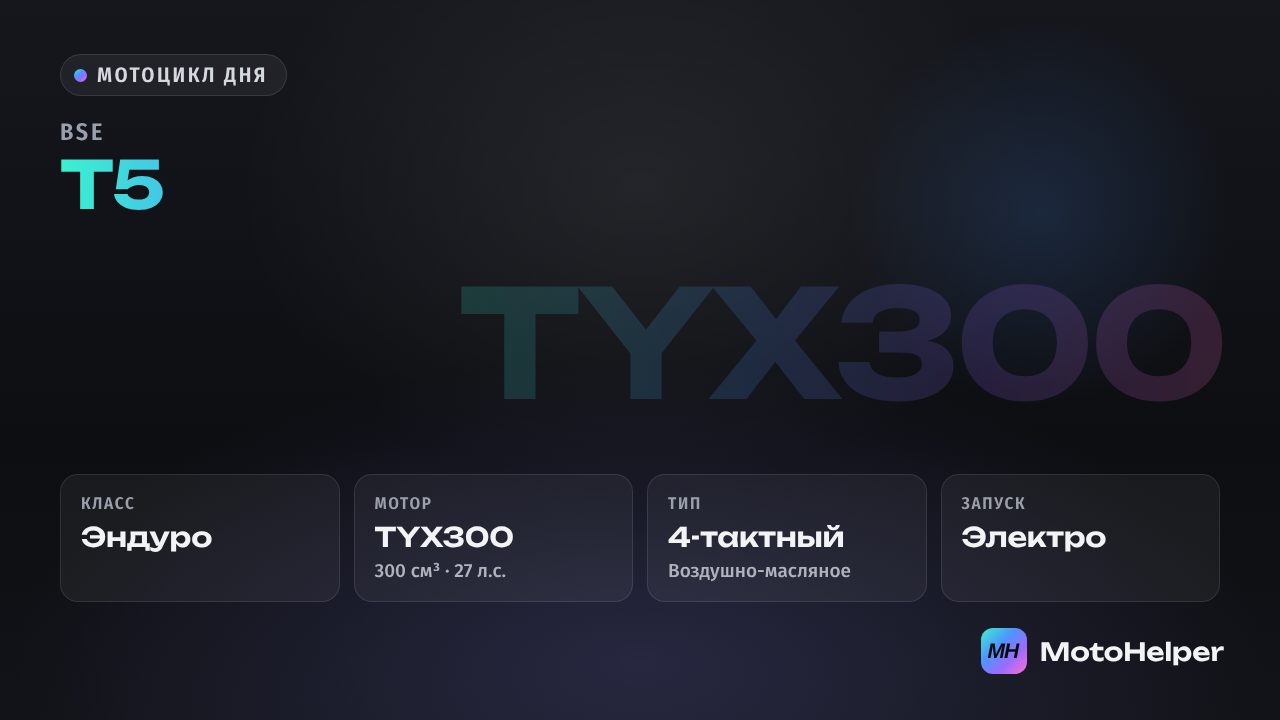 МОТОЦИКЛ ДНЯ
BSE
T5
TYX300
КЛАСС
Эндуро
МОТОР
TYX300
300 см³ · 27 л.с.
ТИП
4-тактный
Воздушно-масляное
ЗАПУСК
Электро
MH MotoHelper